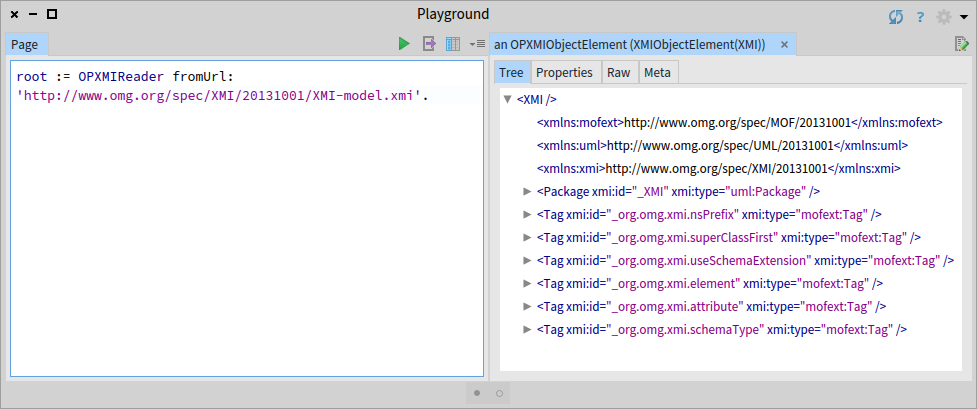 Playground
?
Page
root := OPXMIReader fromUrl:
'http://www.omg.org/spec/XMI/20131001/XMI-model.xmi'.
an OPXMIObjectElement (XMIObjectElement(XMI))
Tree Properties Raw Meta
<XMI />
<xmlns:mofext>http://www.omg.org/spec/MOF/20131001</xmlns:mofext>
<xmlns:uml>http://www.omg.org/spec/UML/20131001</xmlns:uml>
<xmlns:xmi>http://www.omg.org/spec/XMI/20131001</xmlns:xmi>
<Package xmi:id="_XMI" xmi:type="uml:Package" />
<Tag xmi:id="_org.omg.xmi.nsPrefix" xmi:type="mofext:Tag" />
<Tag xmi:id="_org.omg.xmi.superClassFirst" xmi:type="mofext:Tag" />
<Tag xmi:id="_org.omg.xmi.useSchemaExtension" xmi:type="mofext:Tag" />
<Tag xmi:id="_org.omg.xmi.element" xmi:type="mofext:Tag" />
<Tag xmi:id="_org.omg.xmi.attribute" xmi:type="mofext:Tag" />
<Tag xmi:id="_org.omg.xmi.schemaType" xmi:type="mofext:Tag" />